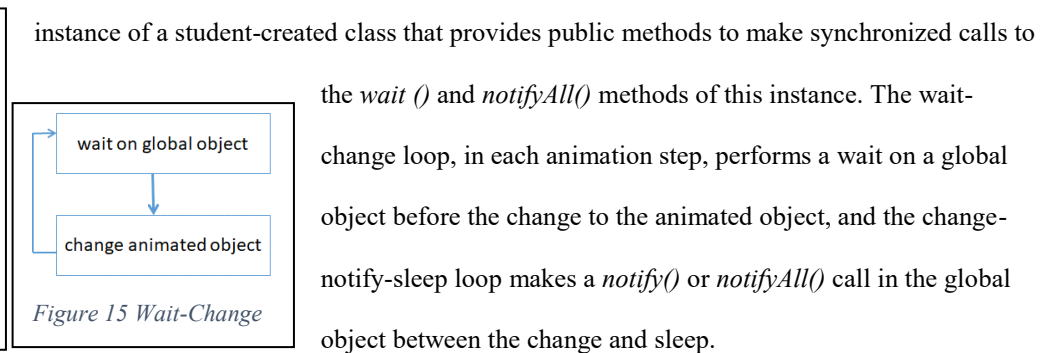 instance of a student-created class that provides public methods to make synchronized calls to
the wait () and notifyAll() methods of this instance. The wait-
change loop, in each animation step, performs a wait on a global
object before the change to the animated object, and the change-
notify-sleep loop makes a notify() or notifyAll() call in the global
object between the change and sleep.
wait on global object
change animated object
Figure 15 Wait-Change